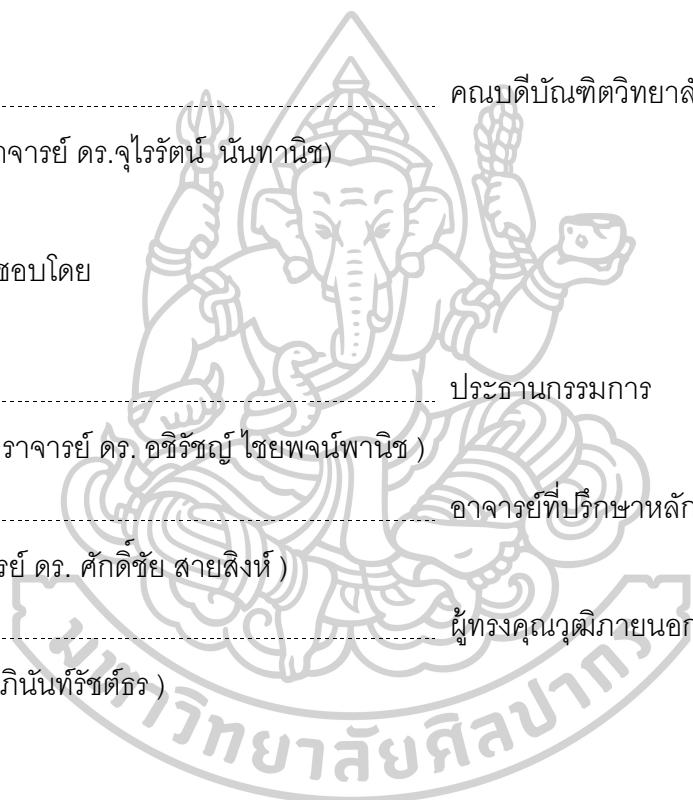 คณบดีบัณฑิตวิทยาลั
าจารย์ ดร.จุไรรัตน์ นันทานิช)
ชอบโดย
ประธานกรรมการ
ราจารย์ ดร. อชิรัชญ์ ไชยพจน์พานิช )
อาจารย์ที่ปรึกษาหลัก
รย์ ดร. ศักดิ์ชัย สายสิงห์ )
ผู้ทรงคุณวุฒิภายนอก
ภินันท์รัชต์ธร )
มหาวิทยาลัยศิลปากร